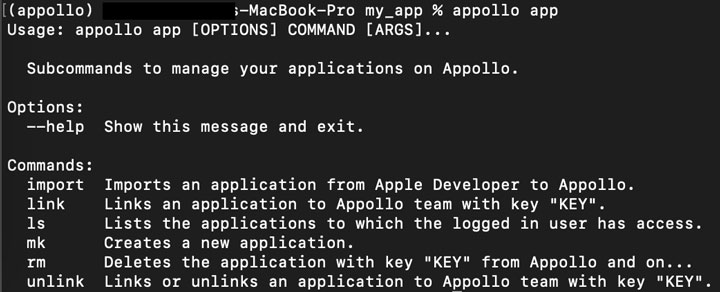 (appollo) s-MacBook-Pro my_app % appollo app
Usage: appollo app [OPTIONS] COMMAND [ARGS]...
Subcommands to manage your applications on Appollo.
Options:
--help Show this message and exit.
Commands:
import Imports an application from Apple Developer to Appollo.
link Links an application to Appollo team with key "KEY".
ls Lists the applications to which the logged in user has access.
mk Creates a new application.
rm Deletes the application with key "KEY" from Appollo and on...
unlink Links or unlinks an application to Appollo team with key "KEY".